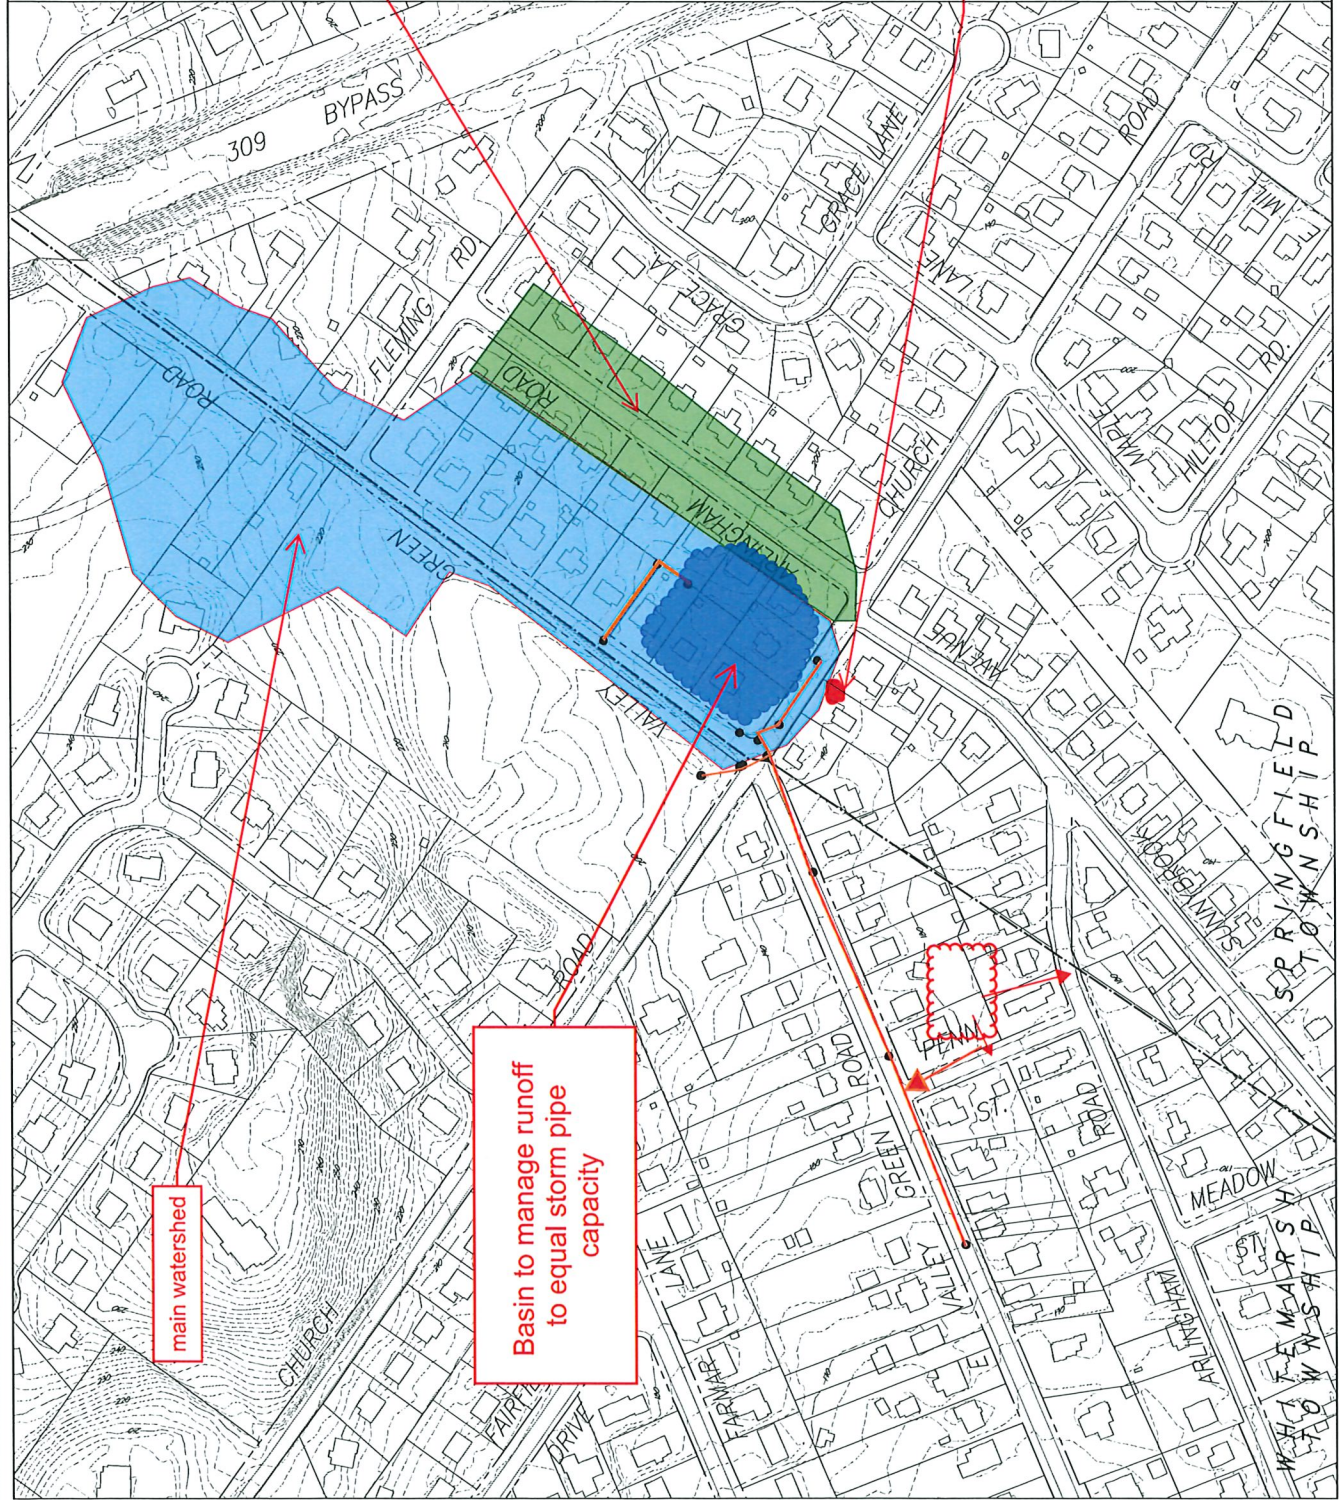 309
BYPASS
ROAD
FLEMING
RD.
GREEN
ROAD
ARLINGHAM
VALLEY
GRACE
LA
GRACE
LANE
LANE
ROAD
MILL
RD
CHURCH
MAPLE
HILLTOP
RD.
AVENUE
ROAD
main watershed
Basin to manage runoff
to equal storm pipe
capacity
CHURCH
FARMAR
LANE
DRIVE
ROAD
GREEN
VALLEY
E
PENN
ST.
ROAD
ARLINGHAM
MEADOW
ST.
SUNNYBROOK
SPRINGFIELD
TOWNSHIP
WHITEMARSH
TOWNSHIP